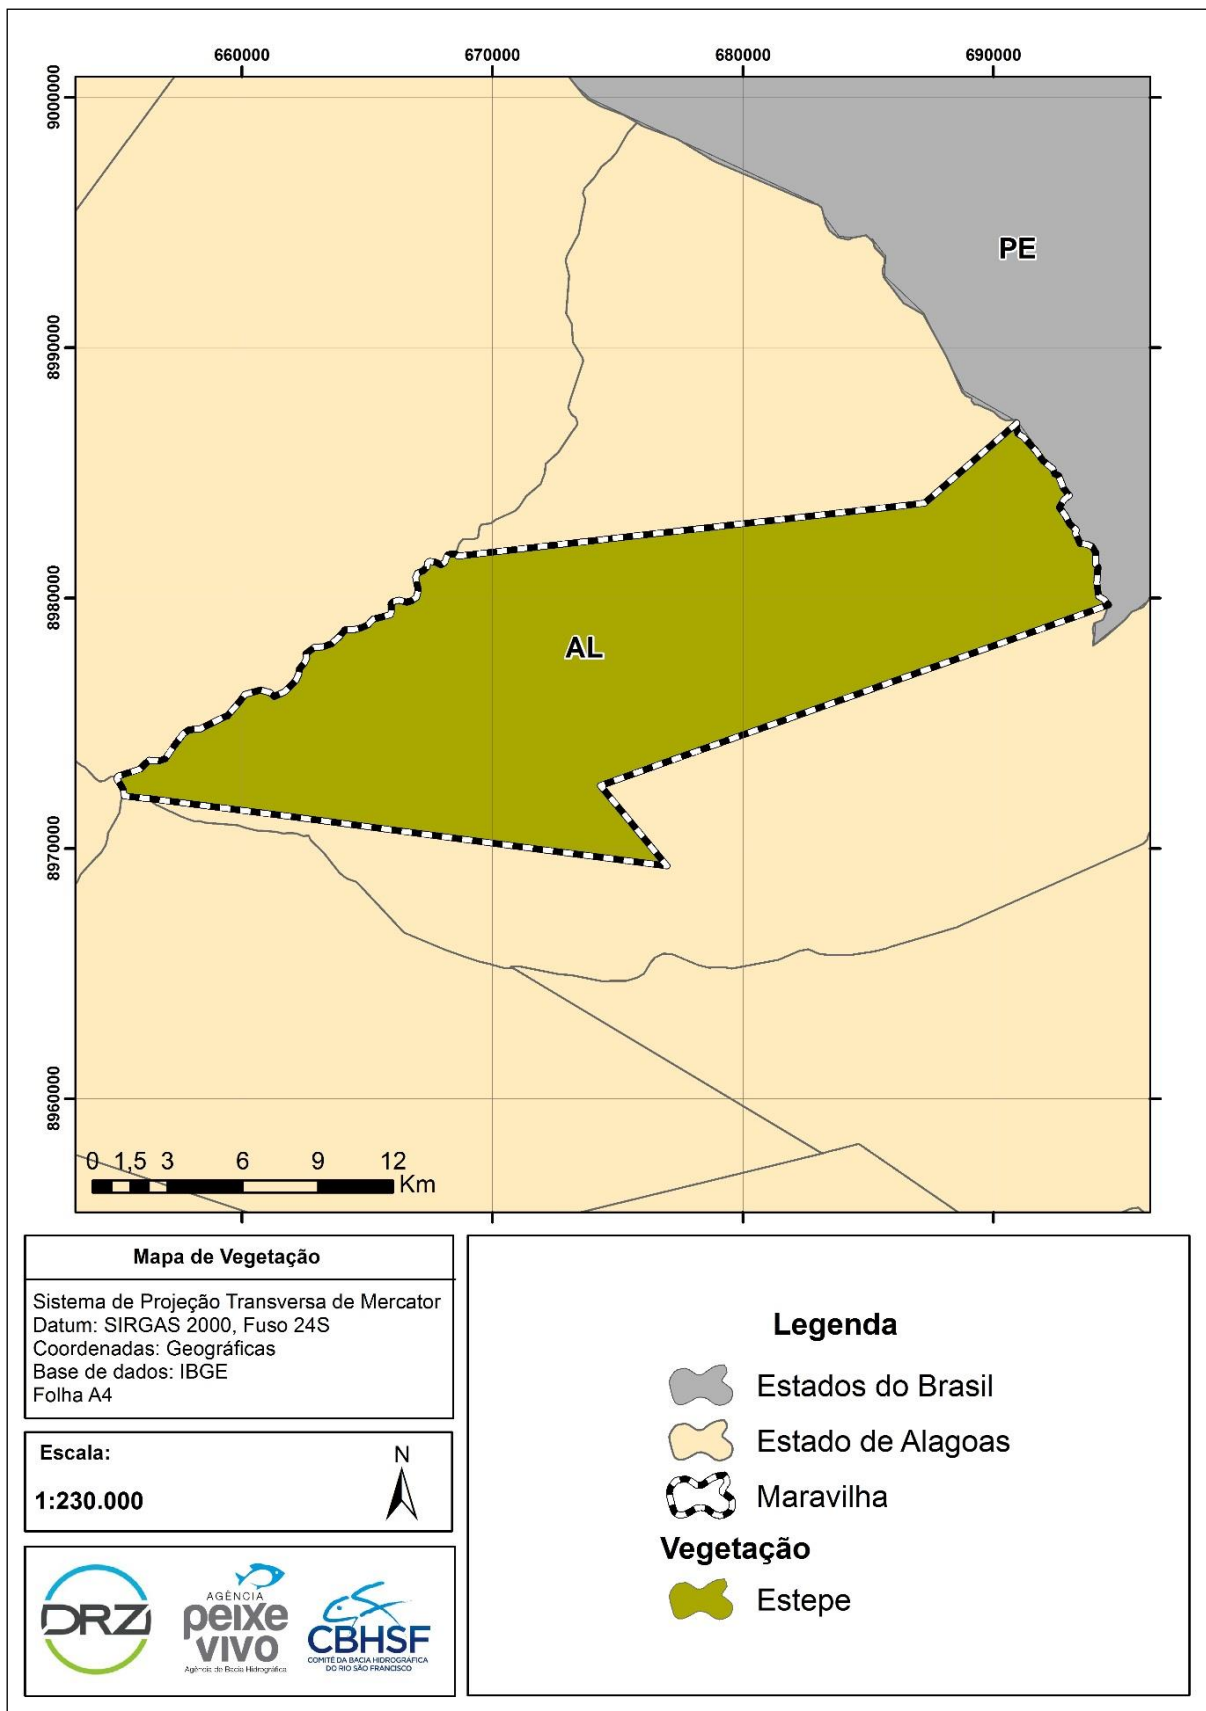 660000 670000 680000 690000
9000000
8990000
8980000
8970000
8960000
PE
AL
0 1,5 3 6 9 12
Km
Mapa de Vegetação
Sistema de Projeção Transversa de Mercator
Datum: SIRGAS 2000, Fuso 24S
Coordenadas: Geográficas
Base de dados: IBGE
Folha A4
Escala:
1:230.000
N
DRZ
AGÊNCIA
peixe
vivo
Agência de Bacia Hidrográfica
CBHSF
COMITÊ DA BACIA HIDROGRÁFICA
DO RIO SÃO FRANCISCO
Legenda
Estados do Brasil
Estado de Alagoas
Maravilha
Vegetação
Estepe